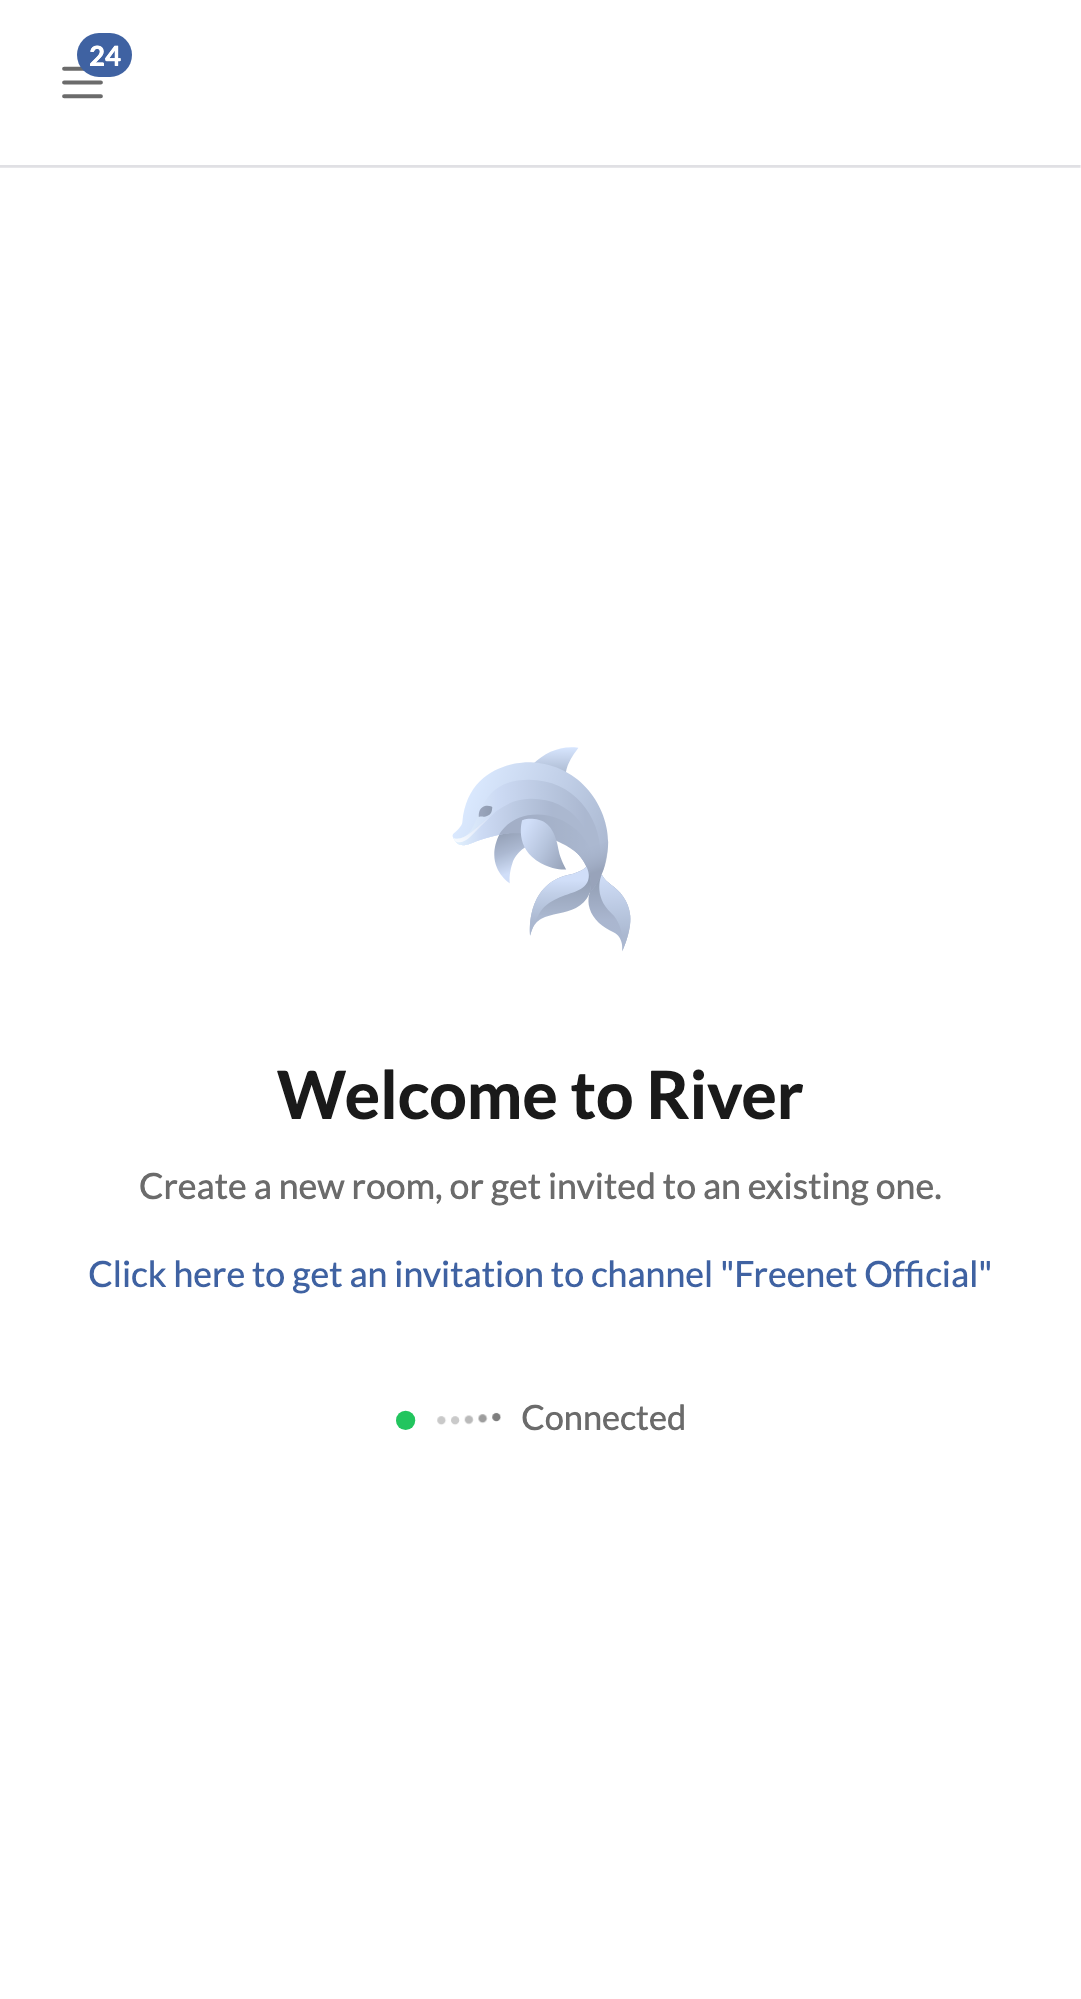 24
Welcome to River
Create a new room, or get invited to an existing one.
Click here to get an invitation to channel "Freenet Official"
Connected